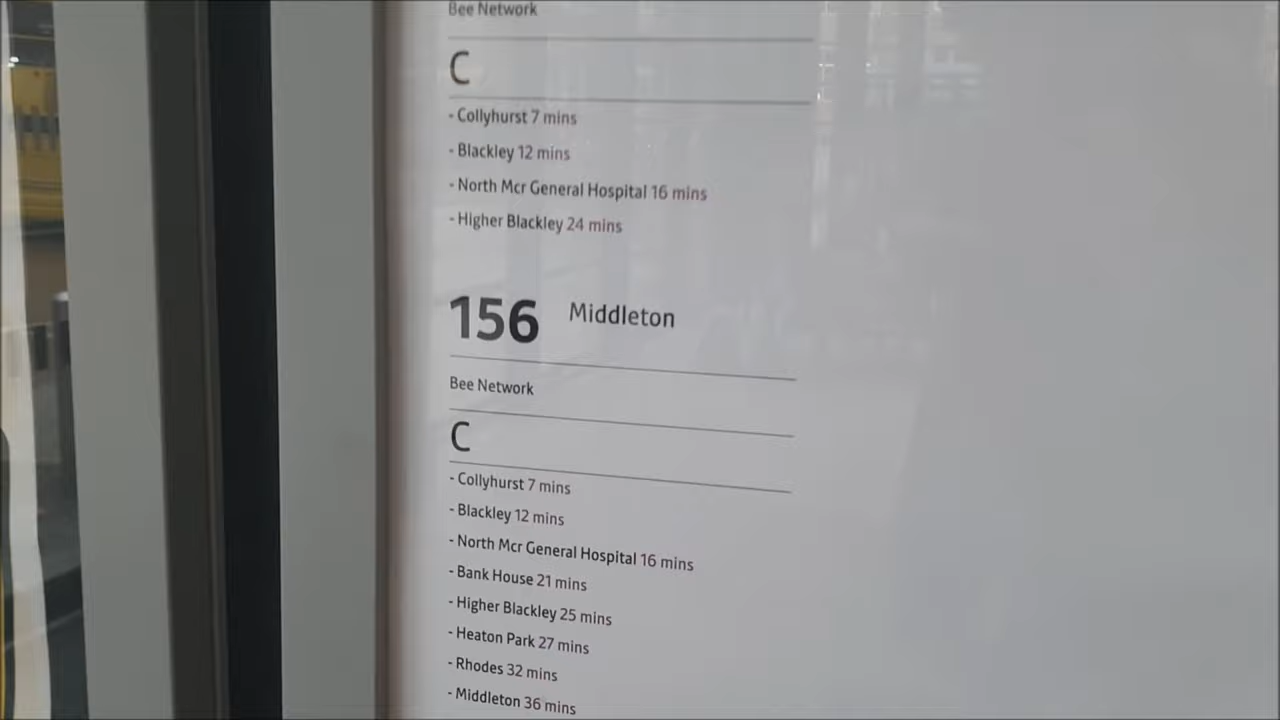 Bee Network
C
- Collyhurst 7 mins
- Blackley 12 mins
- North Mcr General Hospital 16 mins
- Higher Blackley 24 mins
156 Middleton
Bee Network
C
- Collyhurst 7 mins
- Blackley 12 mins
- North Mcr General Hospital 16 mins
- Bank House 21 mins
- Higher Blackley 25 mins
- Heaton Park 27 mins
- Rhodes 32 mins
- Middleton 36 mins